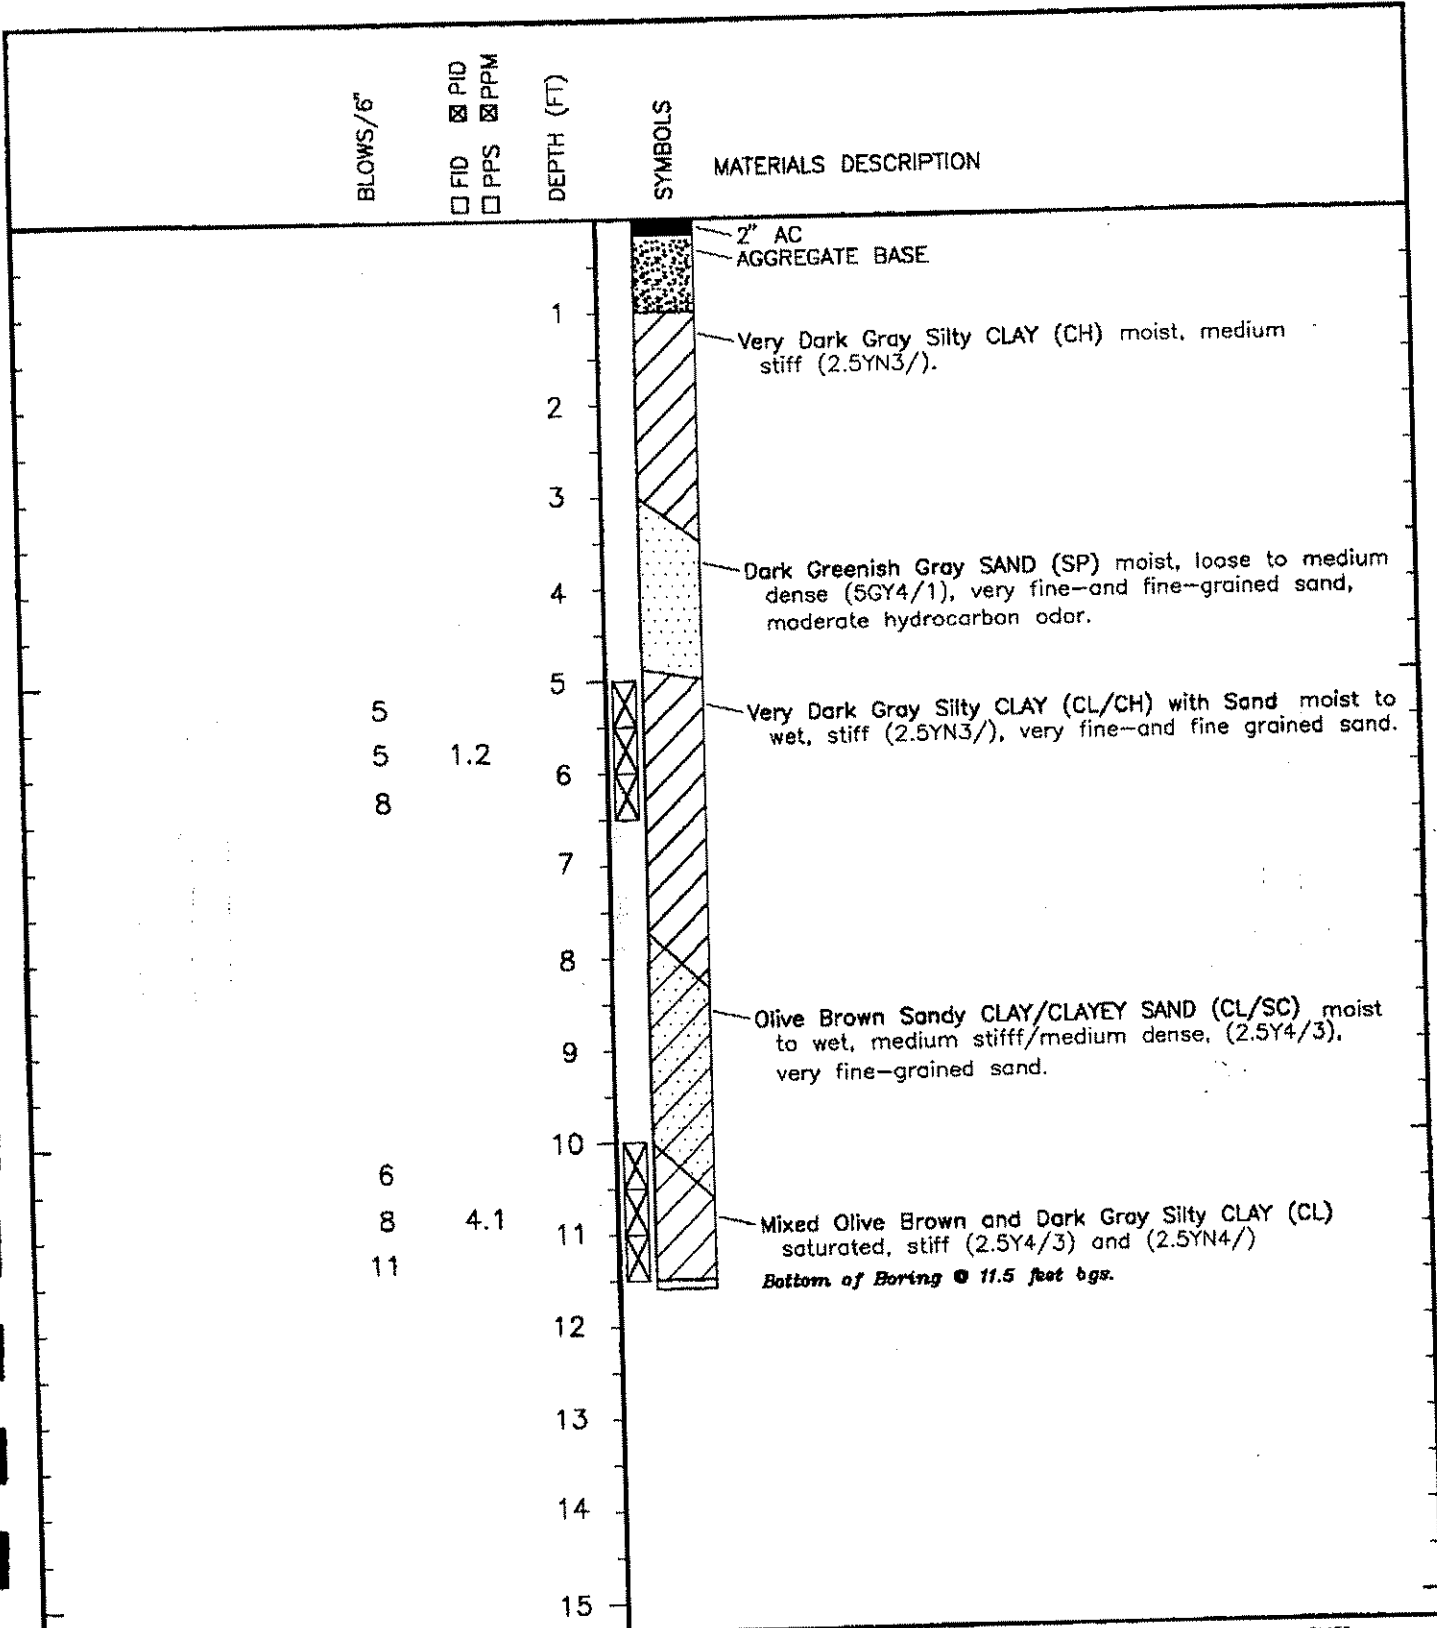 BLOWS/6"
☐ FID ☒ PID
☐ PPS ☒ PPM
DEPTH (FT)
SYMBOLS
MATERIALS DESCRIPTION
2" AC
AGGREGATE BASE
1
Very Dark Gray Silty CLAY (CH) moist, medium
stiff (2.5YN3/).
2
3
Dark Greenish Gray SAND (SP) moist, loose to medium
dense (5GY4/1), very fine-and fine-grained sand,
moderate hydrocarbon odor.
4
5
Very Dark Gray Silty CLAY (CL/CH) with Sand moist to
wet, stiff (2.5YN3/), very fine-and fine grained sand.
5
5 1.2
6
8
7
8
Olive Brown Sandy CLAY/CLAYEY SAND (CL/SC) moist
to wet, medium stifff/medium dense, (2.5Y4/3),
very fine-grained sand.
9
10
6
8 4.1
11
11
Mixed Olive Brown and Dark Gray Silty CLAY (CL)
saturated, stiff (2.5Y4/3) and (2.5YN4/)
Bottom of Boring @ 11.5 feet bgs.
12
13
14
15